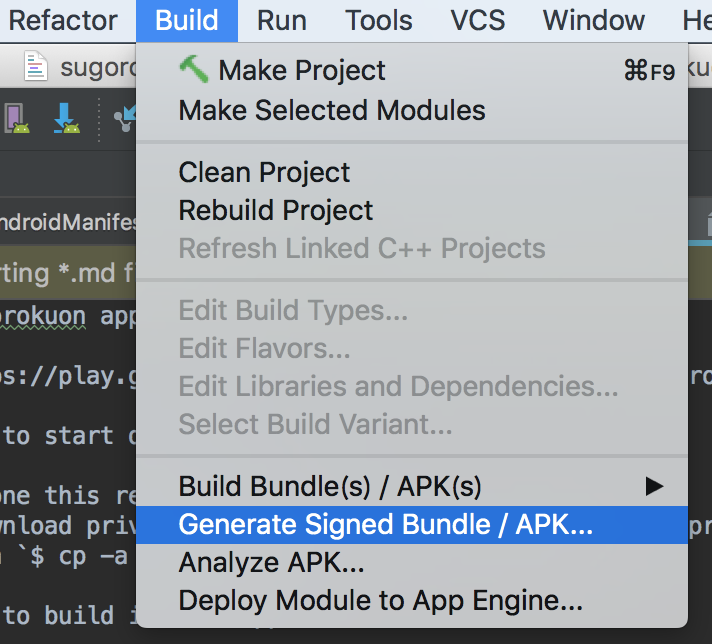 Refactor Build Run Tools VCS Window He
sugoro
Make Project ⌘F9
Make Selected Modules
Clean Project
Rebuild Project
ndroidManifes
Refresh Linked C++ Projects
rting *.md f
Edit Build Types...
orokuon app
Edit Flavors...
s://play.g
Edit Libraries and Dependencies...
Select Build Variant...
to start
Build Bundle(s) / APK(s) ▶
one this re
Generate Signed Bundle / APK...
wnload priv
pr
`$ cp -a
Analyze APK...
Deploy Module to App Engine...
to build i